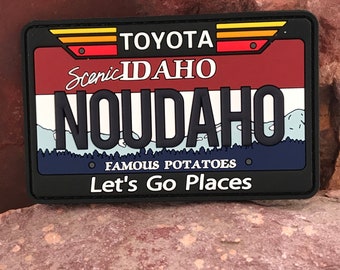 TOYOTA
Scenic IDAHO
NOUDAHO
FAMOUS POTATOES
Let's Go Places